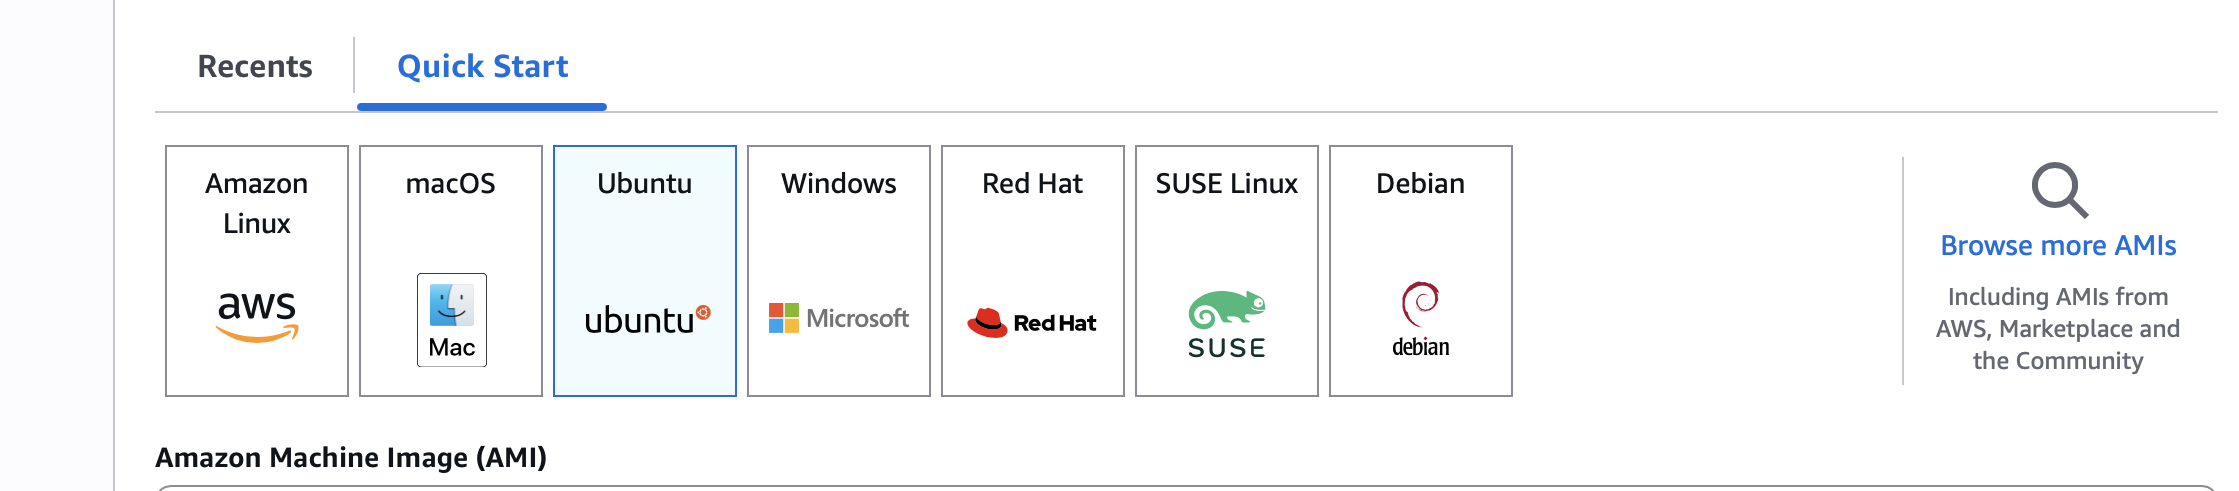 Recents
Quick Start
Amazon
Linux
aws
macOS
Mac
Ubuntu
ubuntu
Windows
Microsoft
Red Hat
Red Hat
SUSE Linux
SUSE
Debian
debian
Browse more AMIs
Including AMIs from
AWS, Marketplace and
the Community
Amazon Machine Image (AMI)